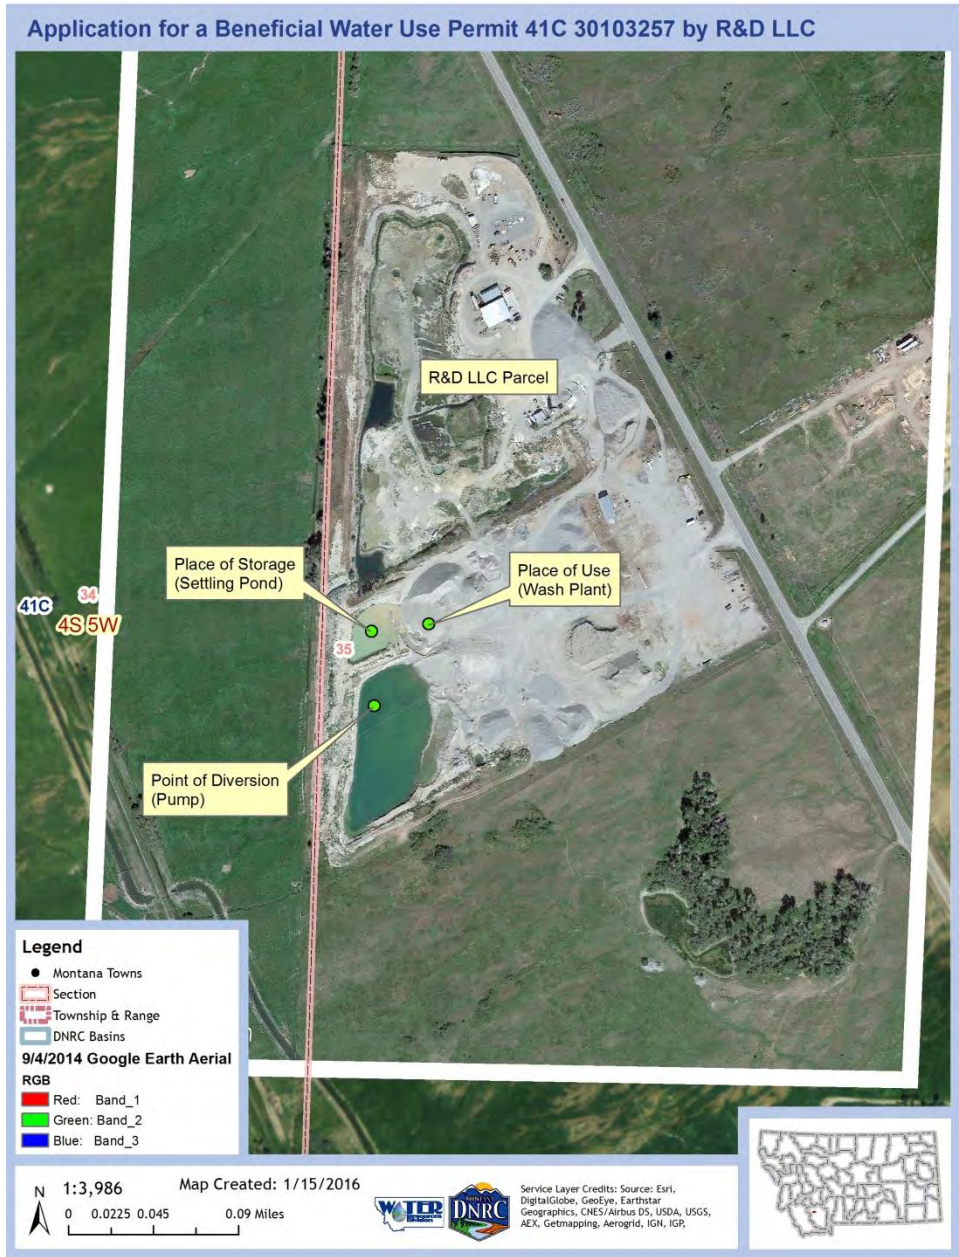 Application for a Beneficial Water Use Permit 41C 30103257 by R&D LLC
R&D LLC Parcel
Place of Storage
(Settling Pond)
Place of Use
(Wash Plant)
34
41C
4S 5W
35
Point of Diversion
(Pump)
Legend
Montana Towns
Section
Township & Range
DNRC Basins
9/4/2014 Google Earth Aerial
RGB
Red: Band_1
Green: Band_2
Blue: Band_3
N
1:3,986
Map Created: 1/15/2016
0 0.0225 0.045 0.09 Miles
WATER
Resources
Division
MONTANA
DNRC
Service Layer Credits: Source: Esri,
DigitalGlobe, GeoEye, Earthstar
Geographics, CNES/Airbus DS, USDA, USGS,
AEX, Getmapping, Aerogrid, IGN, IGP,